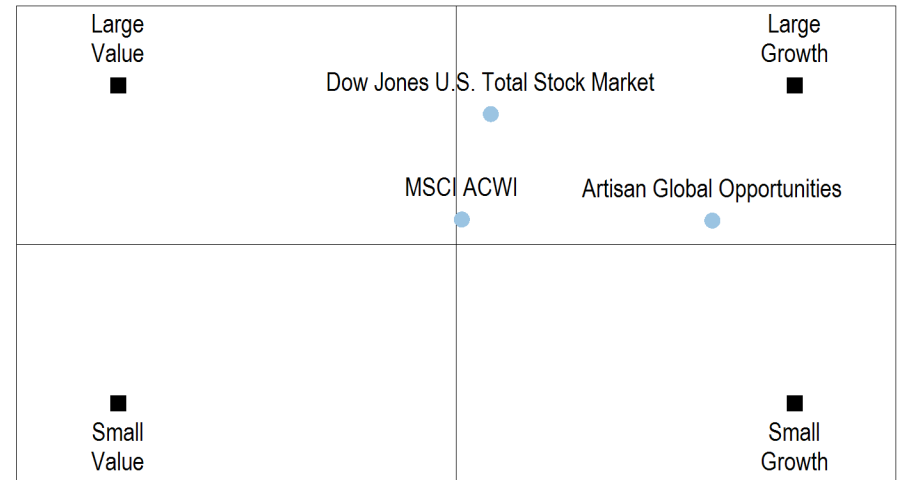 Large
Value
Large
Growth
Dow Jones U.S. Total Stock Market
MSCI ACWI
Artisan Global Opportunities
Small
Value
Small
Growth